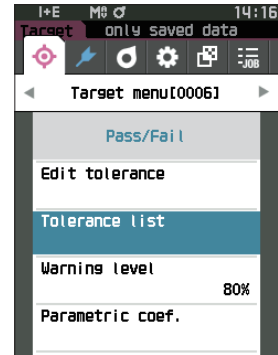 I+E M 14:16
Target only saved data
-JOB
Target menu[0006]
Pass/Fail
Edit tolerance
Tolerance list
Warning level
80%
Parametric coef.